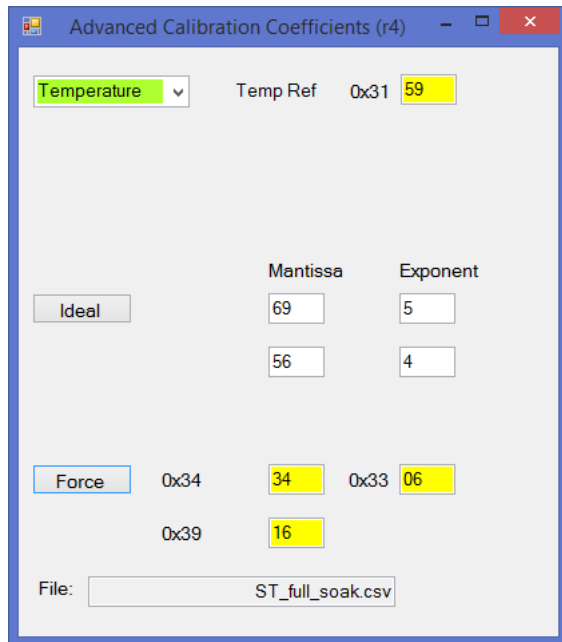 Advanced Calibration Coefficients (r4)
Temperature Temp Ref 0x31 59
Mantissa Exponent
Ideal 69 5
56 4
Force 0x34 34 0x33 06
0x39 16
File: ST_full_soak.csv